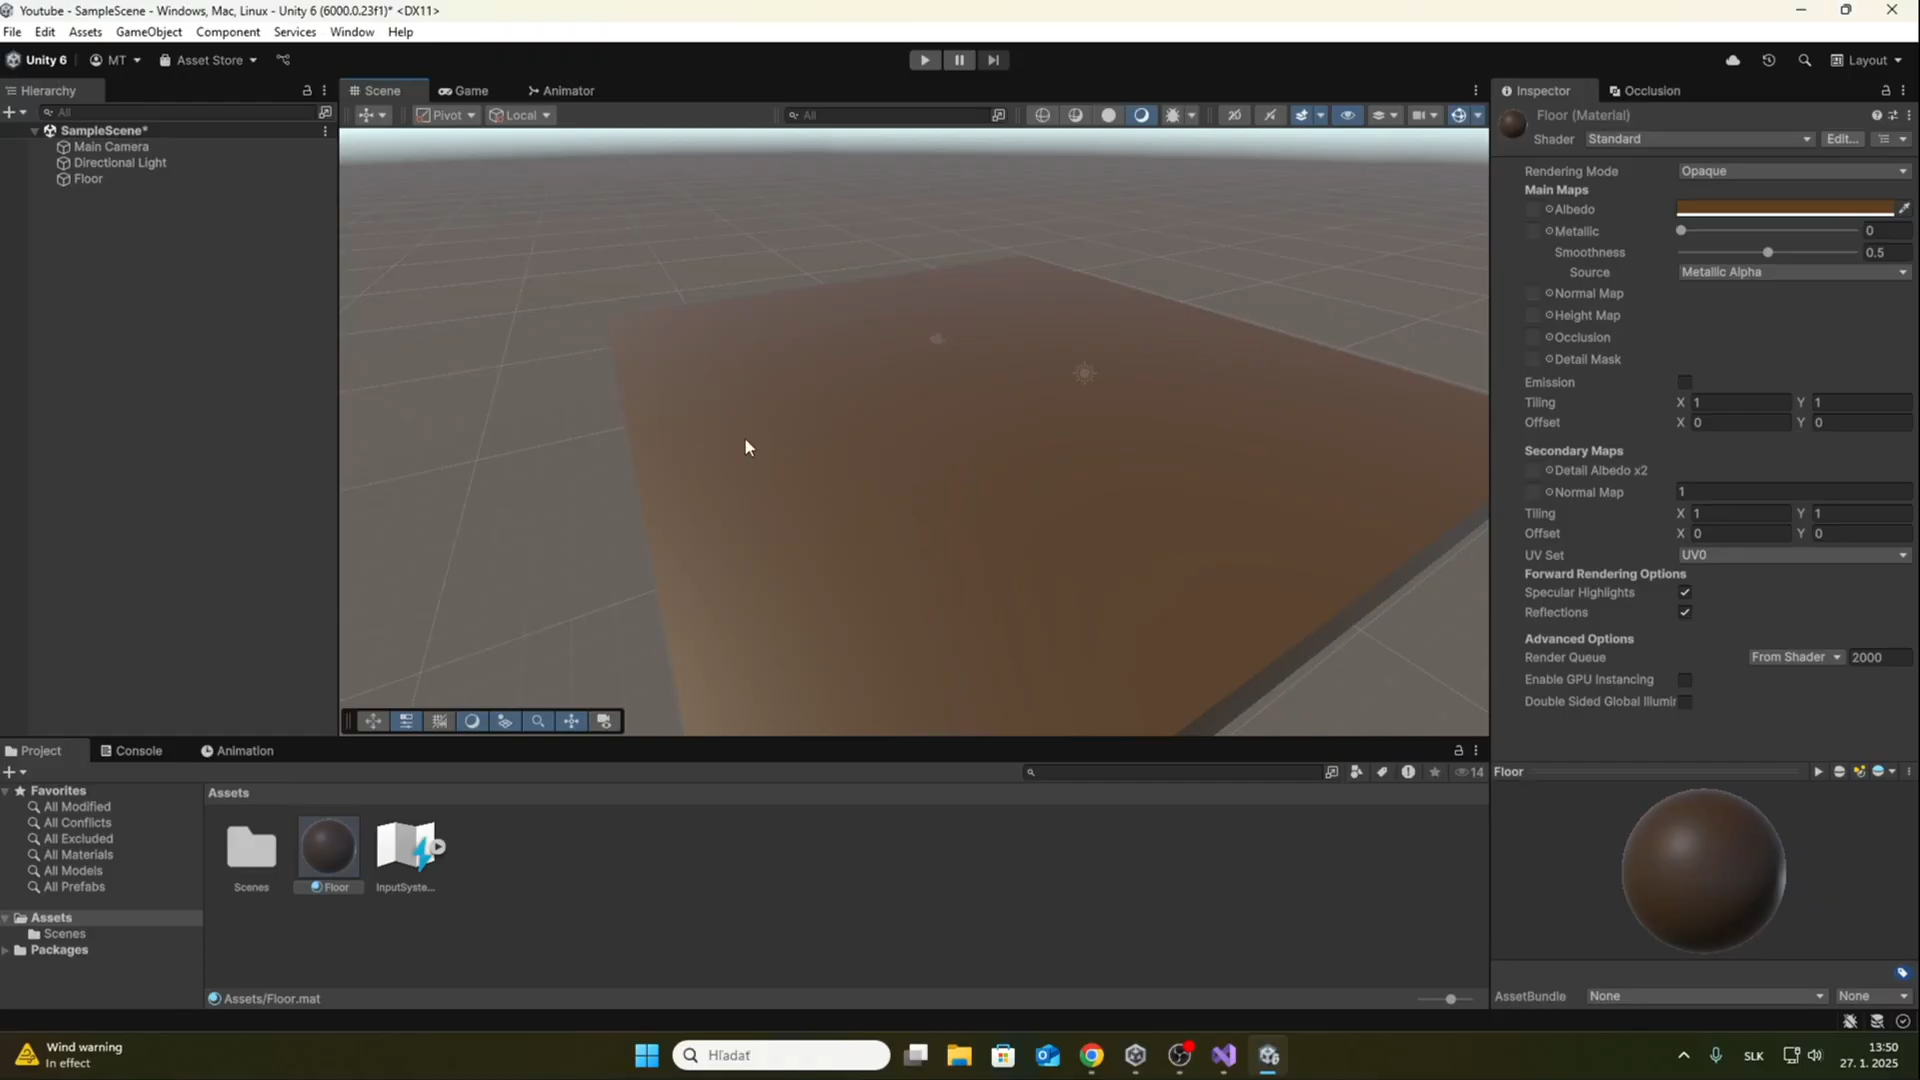 Youtube - SampleScene - Windows, Mac, Linux - Unity 6 (6000.0.23f1)* <DX11>
File Edit Assets GameObject Component Services Window Help
Unity 6 MT Asset Store Layout
Hierarchy
All
SampleScene*
Main Camera
Directional Light
Floor
Scene Game Animator
Pivot Local All
Inspector Occlusion
Floor (Material)
Shader Standard Edit...
Rendering Mode Opaque
Main Maps
Albedo
Metallic 0
Smoothness 0.5
Source Metallic Alpha
Normal Map
Height Map
Occlusion
Detail Mask
Emission
Tiling X 1 Y 1
Offset X 0 Y 0
Secondary Maps
Detail Albedo x2
Normal Map 1
Tiling X 1 Y 1
Offset X 0 Y 0
UV Set UV0
Forward Rendering Options
Specular Highlights
Reflections
Advanced Options
Render Queue From Shader 2000
Enable GPU Instancing
Double Sided Global Illumir
Project Console Animation
14
Favorites
All Modified
All Conflicts
All Excluded
All Materials
All Models
All Prefabs
Assets
Scenes
Packages
Assets
Scenes
Floor
InputSyste...
Assets/Floor.mat
Floor
AssetBundle None None
Wind warning
In effect
Hľadať
SLK
13:50
27. 1. 2025